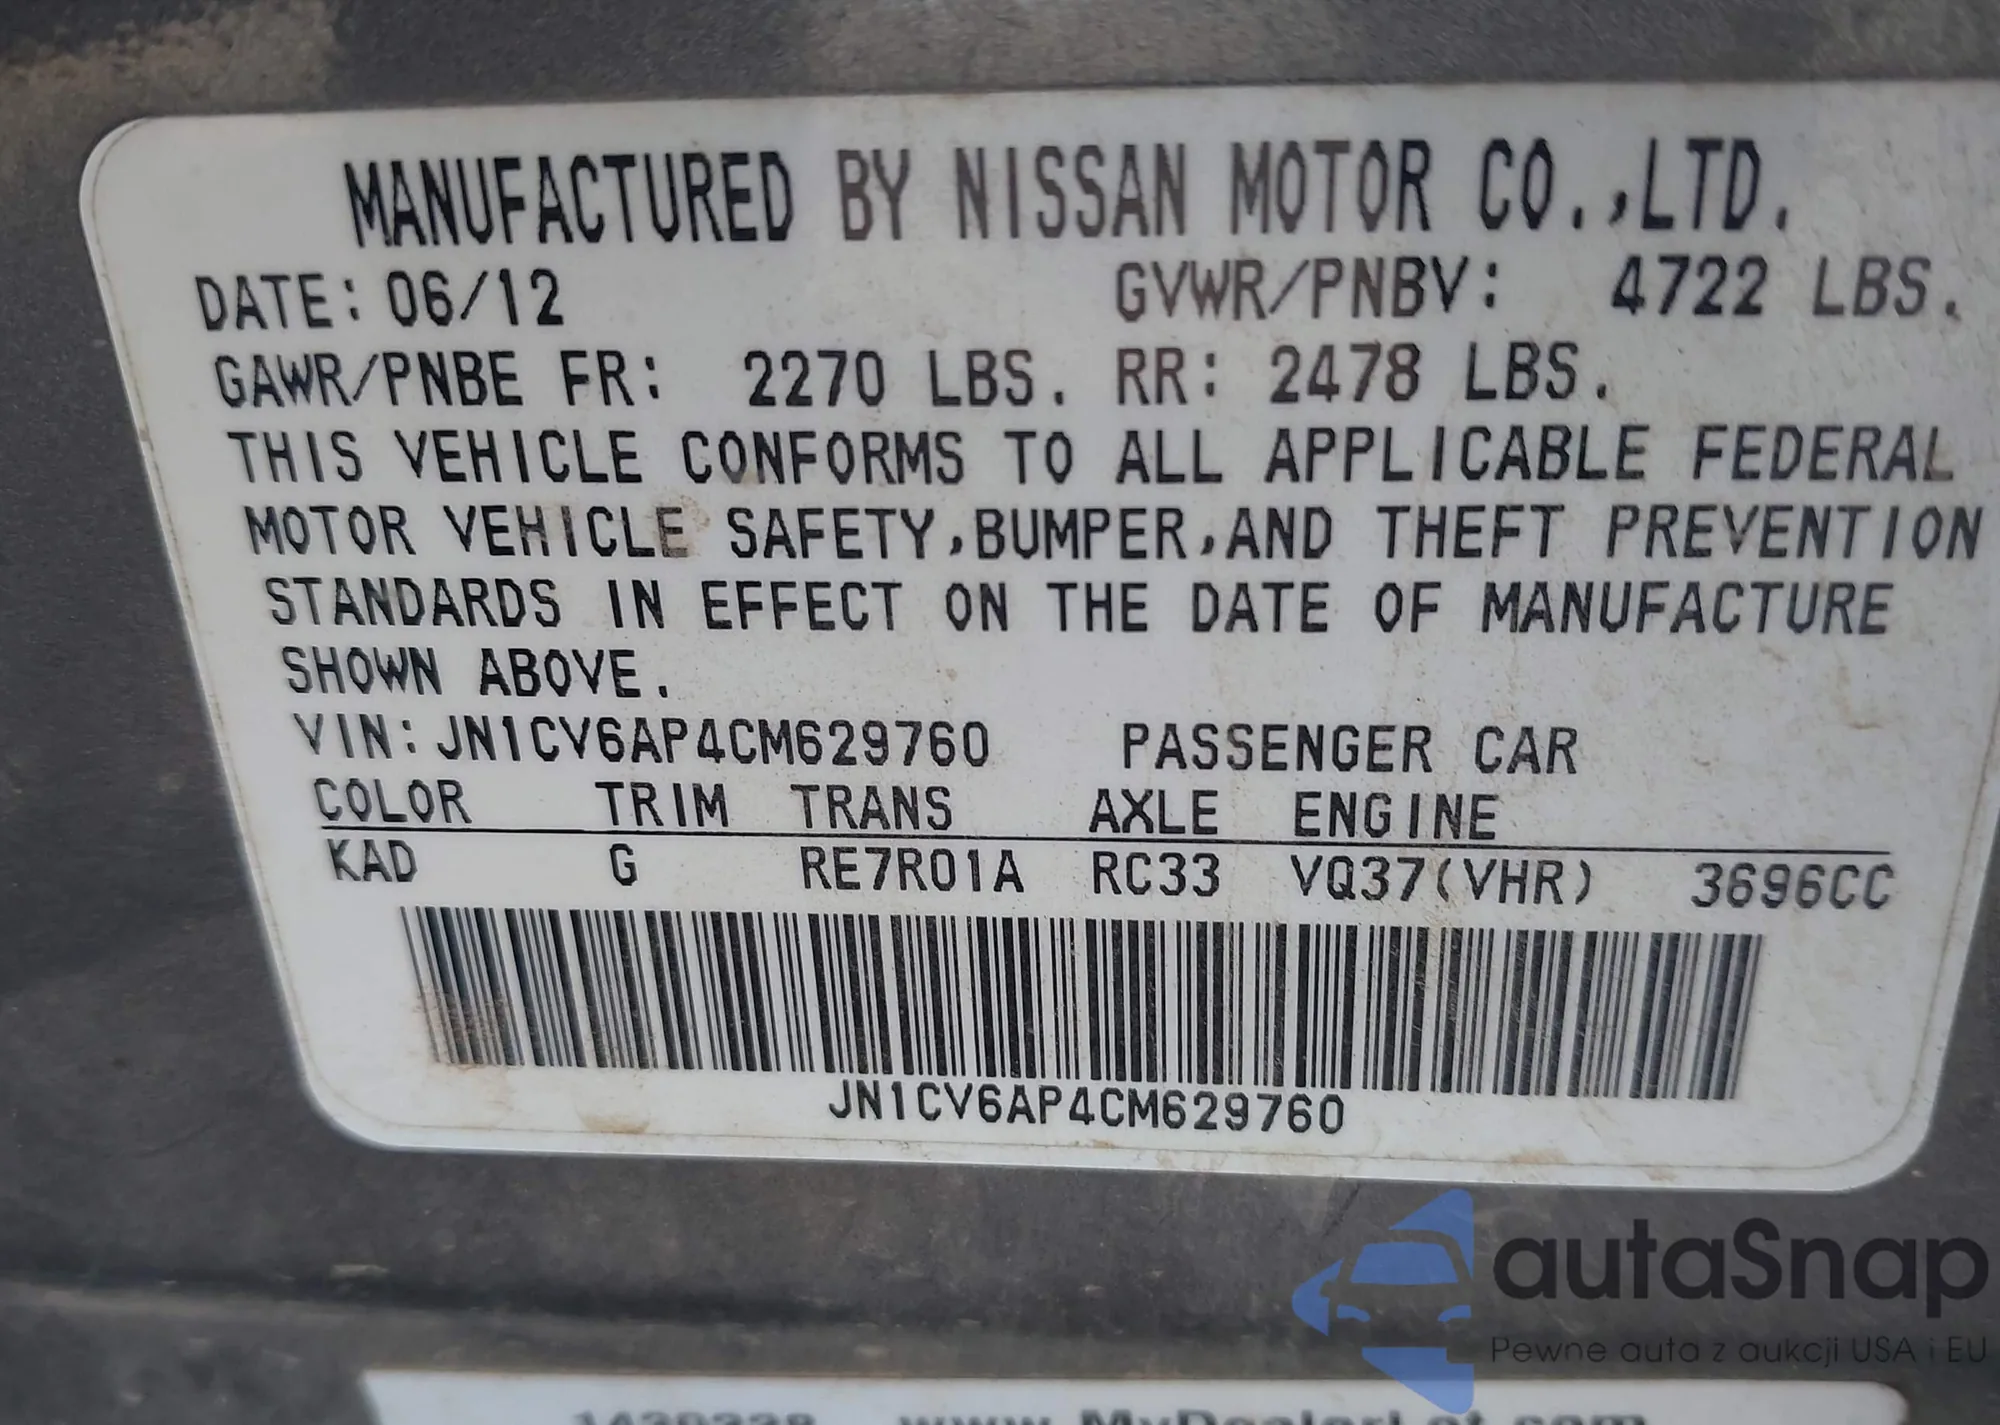 MANUFACTURED BY NISSAN MOTOR CO.,LTD.
DATE: 06/12 GVWR/PNBV: 4722 LBS.
GAWR/PNBE FR: 2270 LBS. RR: 2478 LBS.
THIS VEHICLE CONFORMS TO ALL APPLICABLE FEDERAL
MOTOR VEHICLE SAFETY,BUMPER,AND THEFT PREVENTION
STANDARDS IN EFFECT ON THE DATE OF MANUFACTURE
SHOWN ABOVE.
VIN: JN1CV6AP4CM629760 PASSENGER CAR
COLOR TRIM TRANS AXLE ENGINE
KAD G RE7R01A RC33 VQ37(VHR) 3696CC
JN1CV6AP4CM629760
autaSnap
Pewne auta z aukcji USA i EU